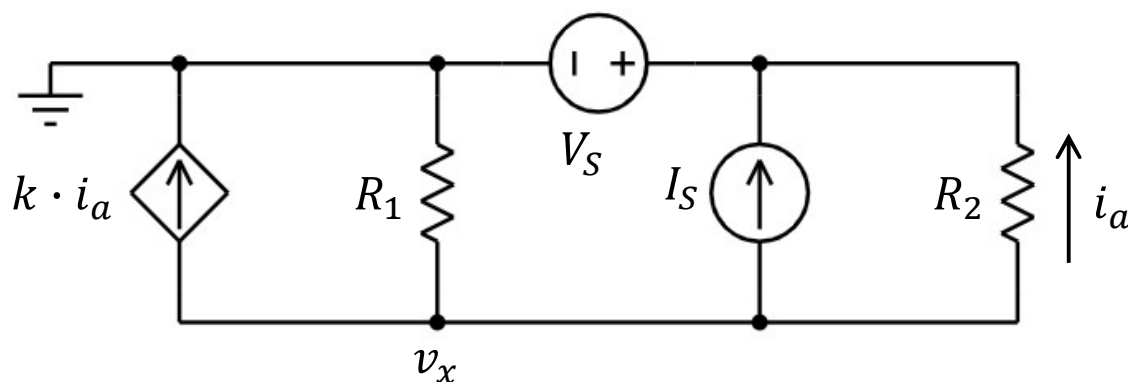 − +
V_S
k · i_a
R_1
I_S
R_2
i_a
v_x